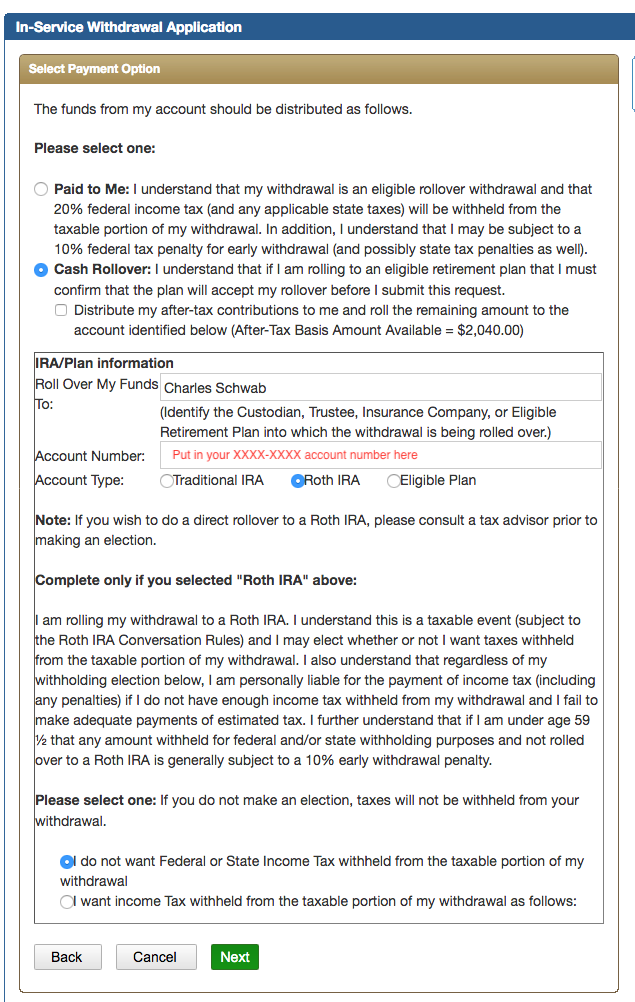 In-Service Withdrawal Application
Select Payment Option
The funds from my account should be distributed as follows.
Please select one:
Paid to Me: I understand that my withdrawal is an eligible rollover withdrawal and that
20% federal income tax (and any applicable state taxes) will be withheld from the
taxable portion of my withdrawal. In addition, I understand that I may be subject to a
10% federal tax penalty for early withdrawal (and possibly state tax penalties as well).
Cash Rollover: I understand that if I am rolling to an eligible retirement plan that I must
confirm that the plan will accept my rollover before I submit this request.
Distribute my after-tax contributions to me and roll the remaining amount to the
account identified below (After-Tax Basis Amount Available = $2,040.00)
IRA/Plan information
Roll Over My Funds Charles Schwab
To:
(Identify the Custodian, Trustee, Insurance Company, or Eligible
Retirement Plan into which the withdrawal is being rolled over.)
Account Number: Put in your XXXX-XXXX account number here
Account Type: Traditional IRA Roth IRA Eligible Plan
Note: If you wish to do a direct rollover to a Roth IRA, please consult a tax advisor prior to
making an election.
Complete only if you selected "Roth IRA" above:
I am rolling my withdrawal to a Roth IRA. I understand this is a taxable event (subject to
the Roth IRA Conversation Rules) and I may elect whether or not I want taxes withheld
from the taxable portion of my withdrawal. I also understand that regardless of my
withholding election below, I am personally liable for the payment of income tax (including
any penalties) if I do not have enough income tax withheld from my withdrawal and I fail to
make adequate payments of estimated tax. I further understand that if I am under age 59
½ that any amount withheld for federal and/or state withholding purposes and not rolled
over to a Roth IRA is generally subject to a 10% early withdrawal penalty.
Please select one: If you do not make an election, taxes will not be withheld from your
withdrawal.
I do not want Federal or State Income Tax withheld from the taxable portion of my
withdrawal
I want income Tax withheld from the taxable portion of my withdrawal as follows:
Back Cancel Next